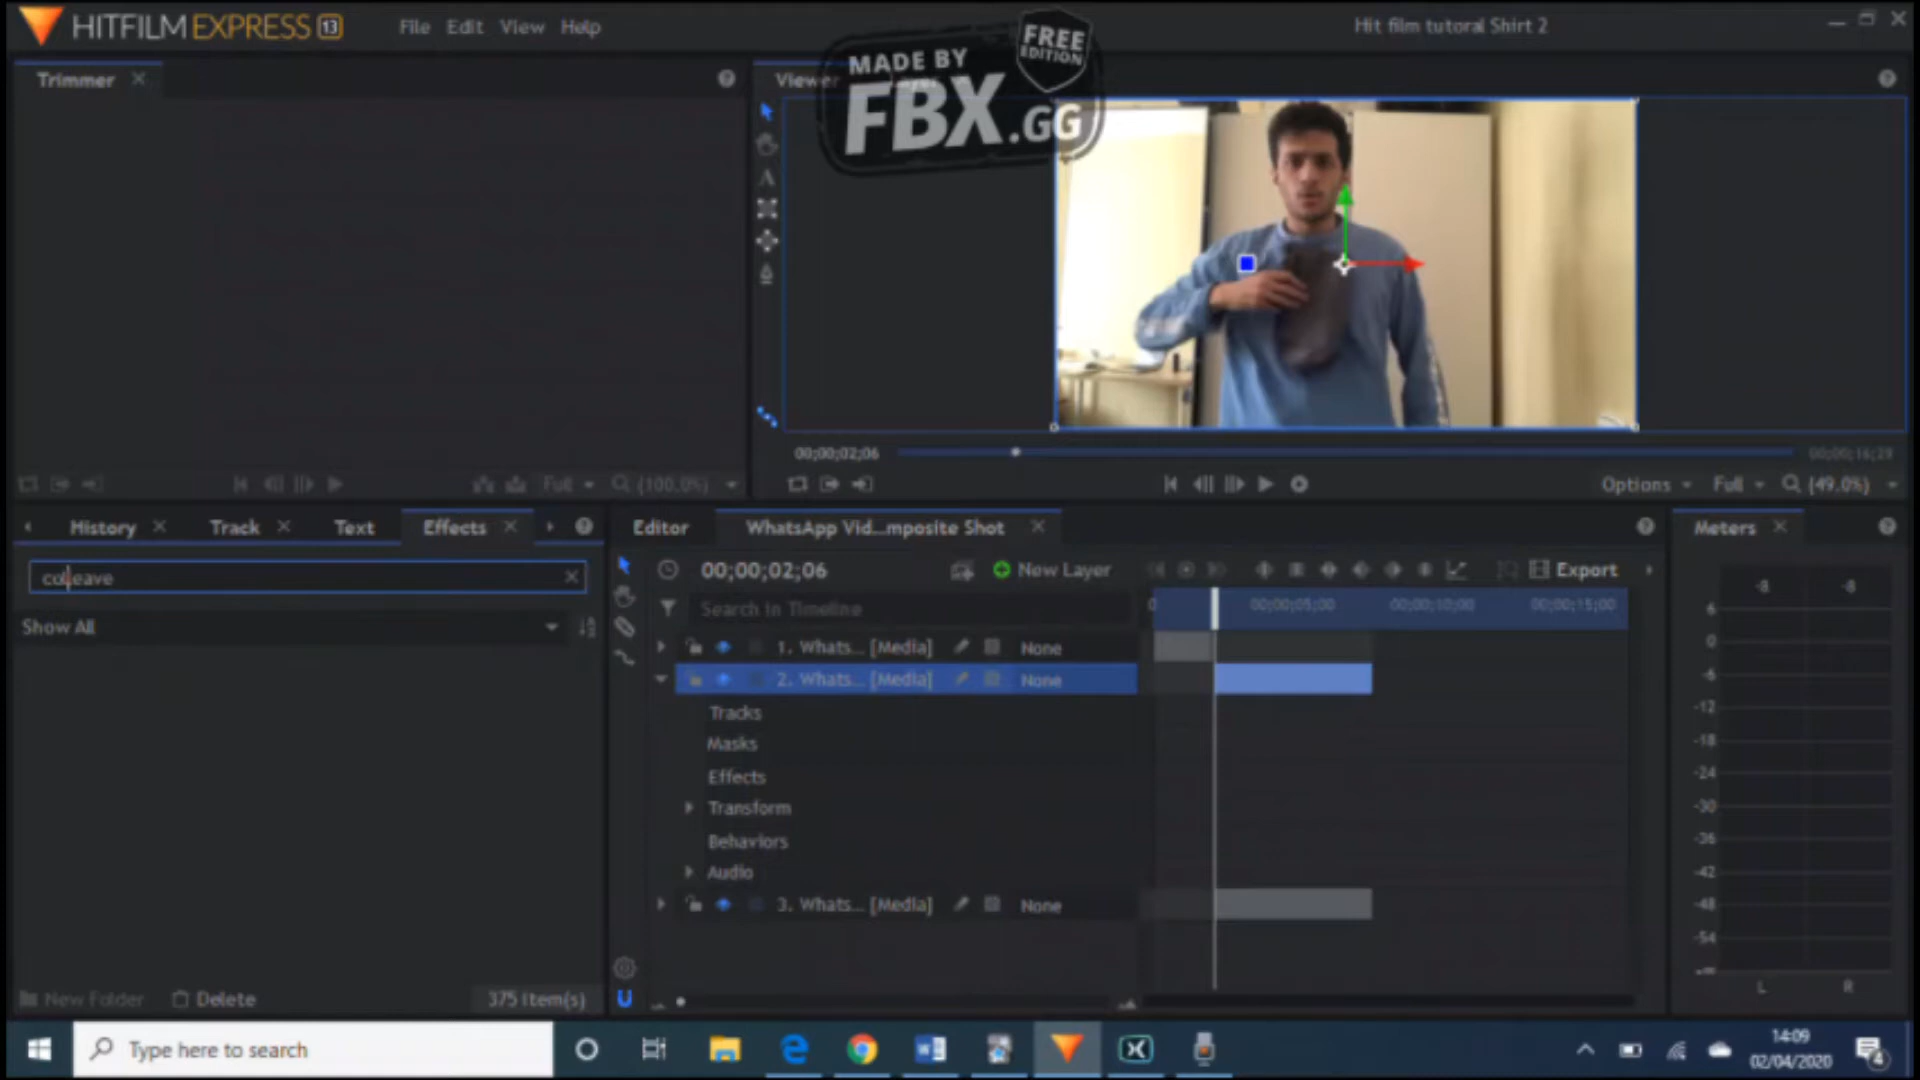 HITFILM EXPRESS 13
File Edit View Help
Hit film tutoral Shirt 2
MADE BY
FBX.GG
FREE
EDITION
Trimmer
Viewer
00;00;02;06
00;00;16;29
Full (100.0%)
Options Full (49.0%)
History Track Text Effects
Editor WhatsApp Vid...mposite Shot
Meters
coleave
00;00;02;06 New Layer Export
Show All
Search in Timeline
00;00;05;00 00;00;10;00 00;00;15;00
1. Whats... [Media] None
2. Whats... [Media] None
Tracks
Masks
Effects
Transform
Behaviors
Audio
3. Whats... [Media] None
-8 -8
6
0
-6
-12
-18
-24
-30
-36
-42
-48
-54
L R
New Folder Delete 375 item(s)
Type here to search
14:09
02/04/2020
4